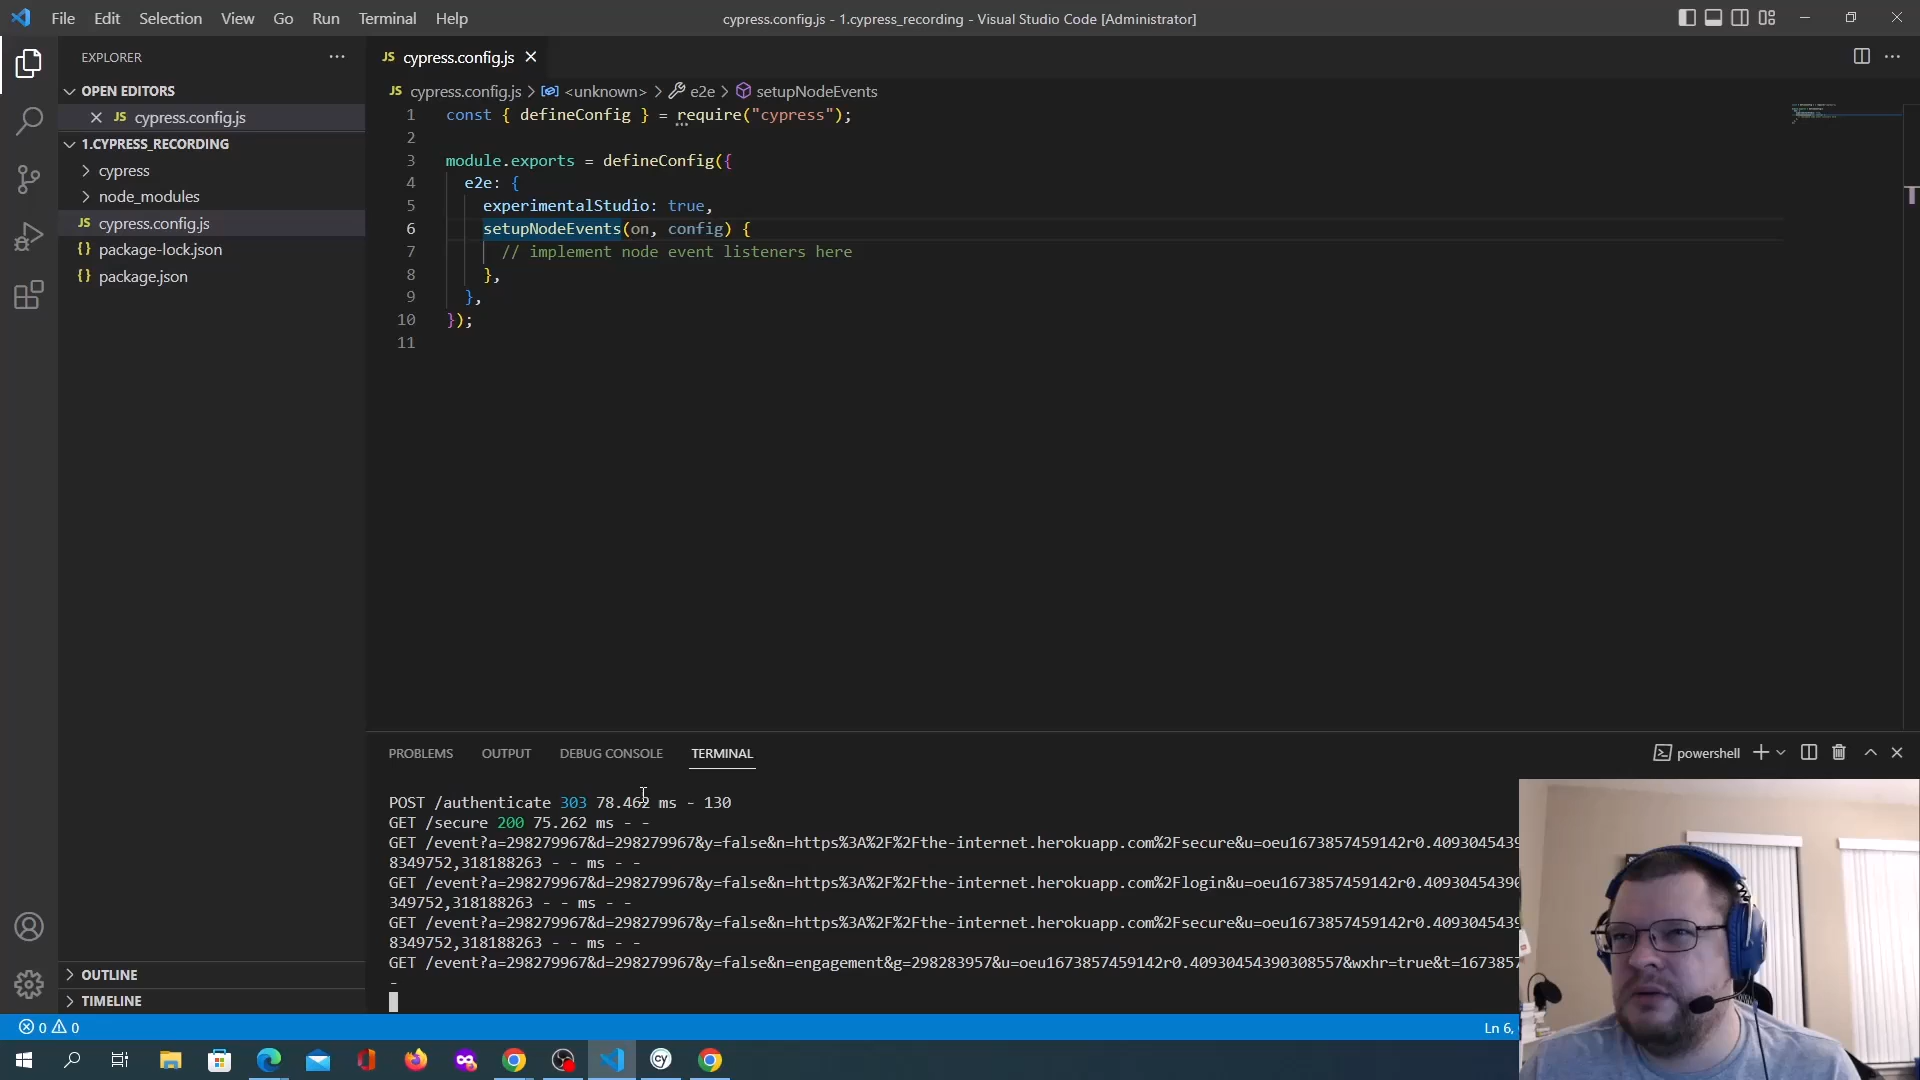 File Edit Selection View Go Run Terminal Help
cypress.config.js - 1.cypress_recording - Visual Studio Code [Administrator]
EXPLORER
OPEN EDITORS
JS cypress.config.js
1.CYPRESS_RECORDING
cypress
node_modules
JS cypress.config.js
{} package-lock.json
{} package.json
OUTLINE
TIMELINE
JS cypress.config.js
JS cypress.config.js > <unknown> > e2e > setupNodeEvents
1 const { defineConfig } = require("cypress");
2
3 module.exports = defineConfig({
4 e2e: {
5 experimentalStudio: true,
6 setupNodeEvents(on, config) {
7 // implement node event listeners here
8 },
9 },
10 });
11
PROBLEMS OUTPUT DEBUG CONSOLE TERMINAL
powershell
POST /authenticate 303 78.462 ms - 130
GET /secure 200 75.262 ms - -
GET /event?a=298279967&d=298279967&y=false&n=https%3A%2F%2Fthe-internet.herokuapp.com%2Fsecure&u=oeu1673857459142r0.409304543
8349752,318188263 - - ms - -
GET /event?a=298279967&d=298279967&y=false&n=https%3A%2F%2Fthe-internet.herokuapp.com%2Flogin&u=oeu1673857459142r0.4093045439
349752,318188263 - - ms - -
GET /event?a=298279967&d=298279967&y=false&n=https%3A%2F%2Fthe-internet.herokuapp.com%2Fsecure&u=oeu1673857459142r0.409304543
8349752,318188263 - - ms - -
GET /event?a=298279967&d=298279967&y=false&n=engagement&g=298283957&u=oeu1673857459142r0.40930454390308557&wxhr=true&t=167385
-
0 0
Ln 6,
cy